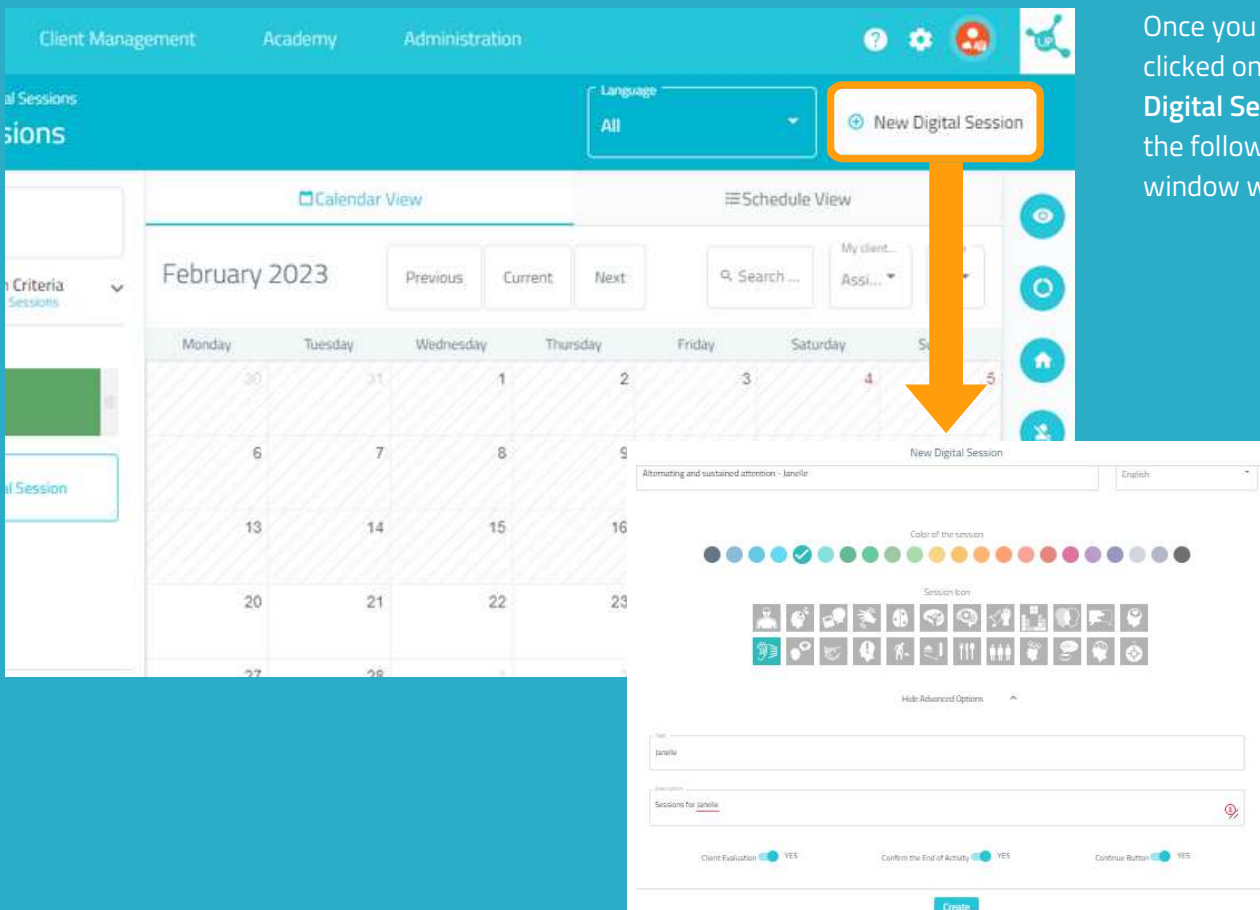 Client Management Academy Administration
UP
al Sessions
sions
Language
All
New Digital Session
Once you
clicked on
Digital Se
the follow
window w
Calendar View
Schedule View
Criteria
Sessions
February 2023
Previous Current Next
Search ...
My client...
Assi...
Monday Tuesday Wednesday Thursday Friday Saturday Su
30 31 1 2 3 4 5
6 7 8 9
al Session
13 14 15 16
20 21 22 23
27 28
New Digital Session
Alternating and sustained attention - Janelle
English
Color of the session
Session Icon
Hide Advanced Options
Janelle
Description
Sessions for Janelle
Client Evaluation YES
Confirm the End of Activity YES
Continue Button YES
Create